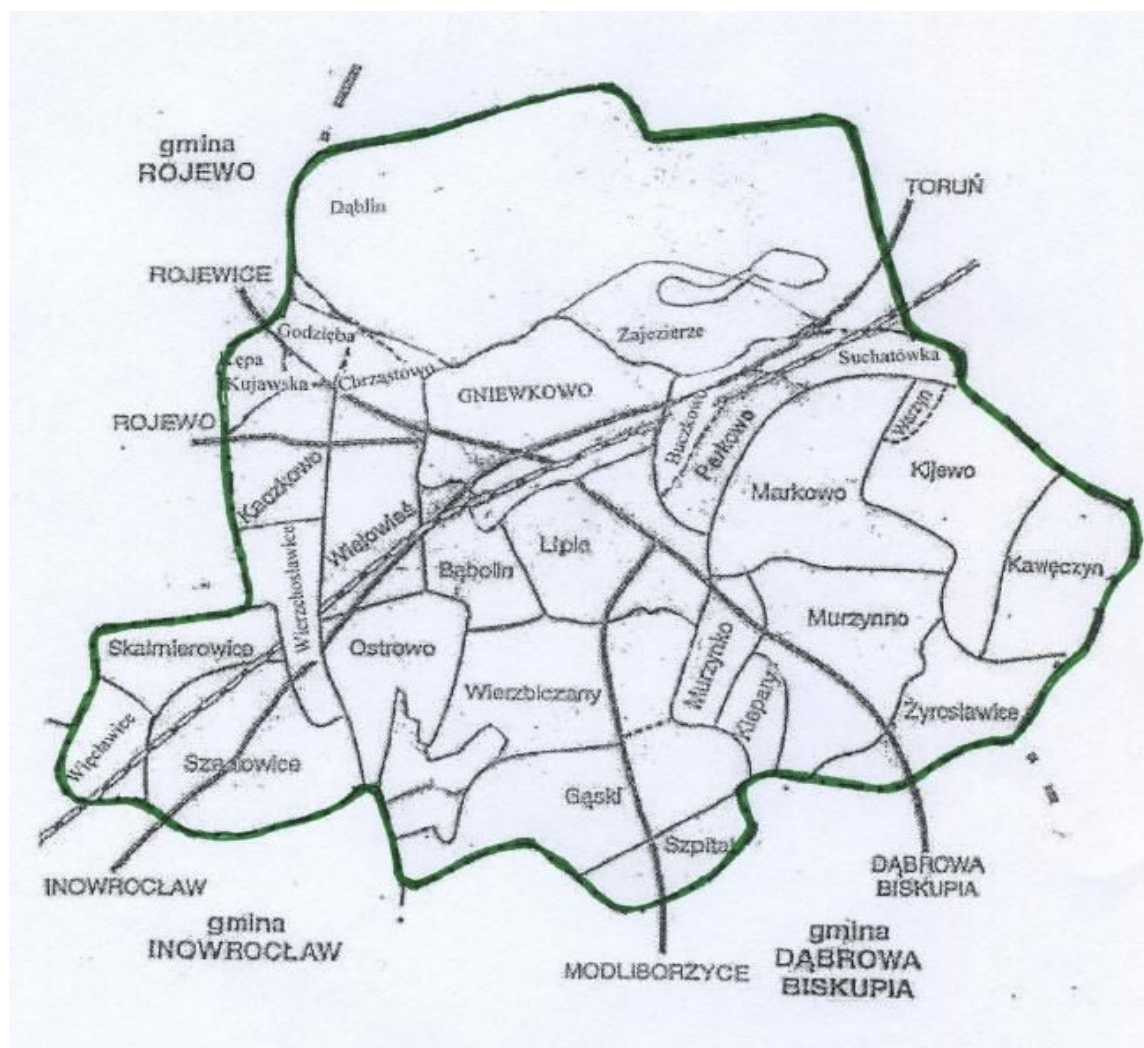 gmina
ROJEWO
TORUŃ
Dąblin
ROJEWICE
Godzięba
Zajezierze
Suchatówka
Kępa
Kujawska
Chrząstowo
GNIEWKOWO
ROJEWO
Buczkowo
Perkowo
Warzyn
Kijewo
Markowo
Kaczkowo
Wielowieś
Wierzchosławice
Lipie
Bąbolin
Kawęczyn
Murzynno
Skalmierowice
Ostrowo
Murzynko
Wierzbiczany
Klepary
Żyrosławice
Więcławice
Szadłowice
Gąski
Szpital
INOWROCŁAW
DĄBROWA
BISKUPIA
gmina
INOWROCŁAW
gmina
DĄBROWA
BISKUPIA
MODLIBORZYCE